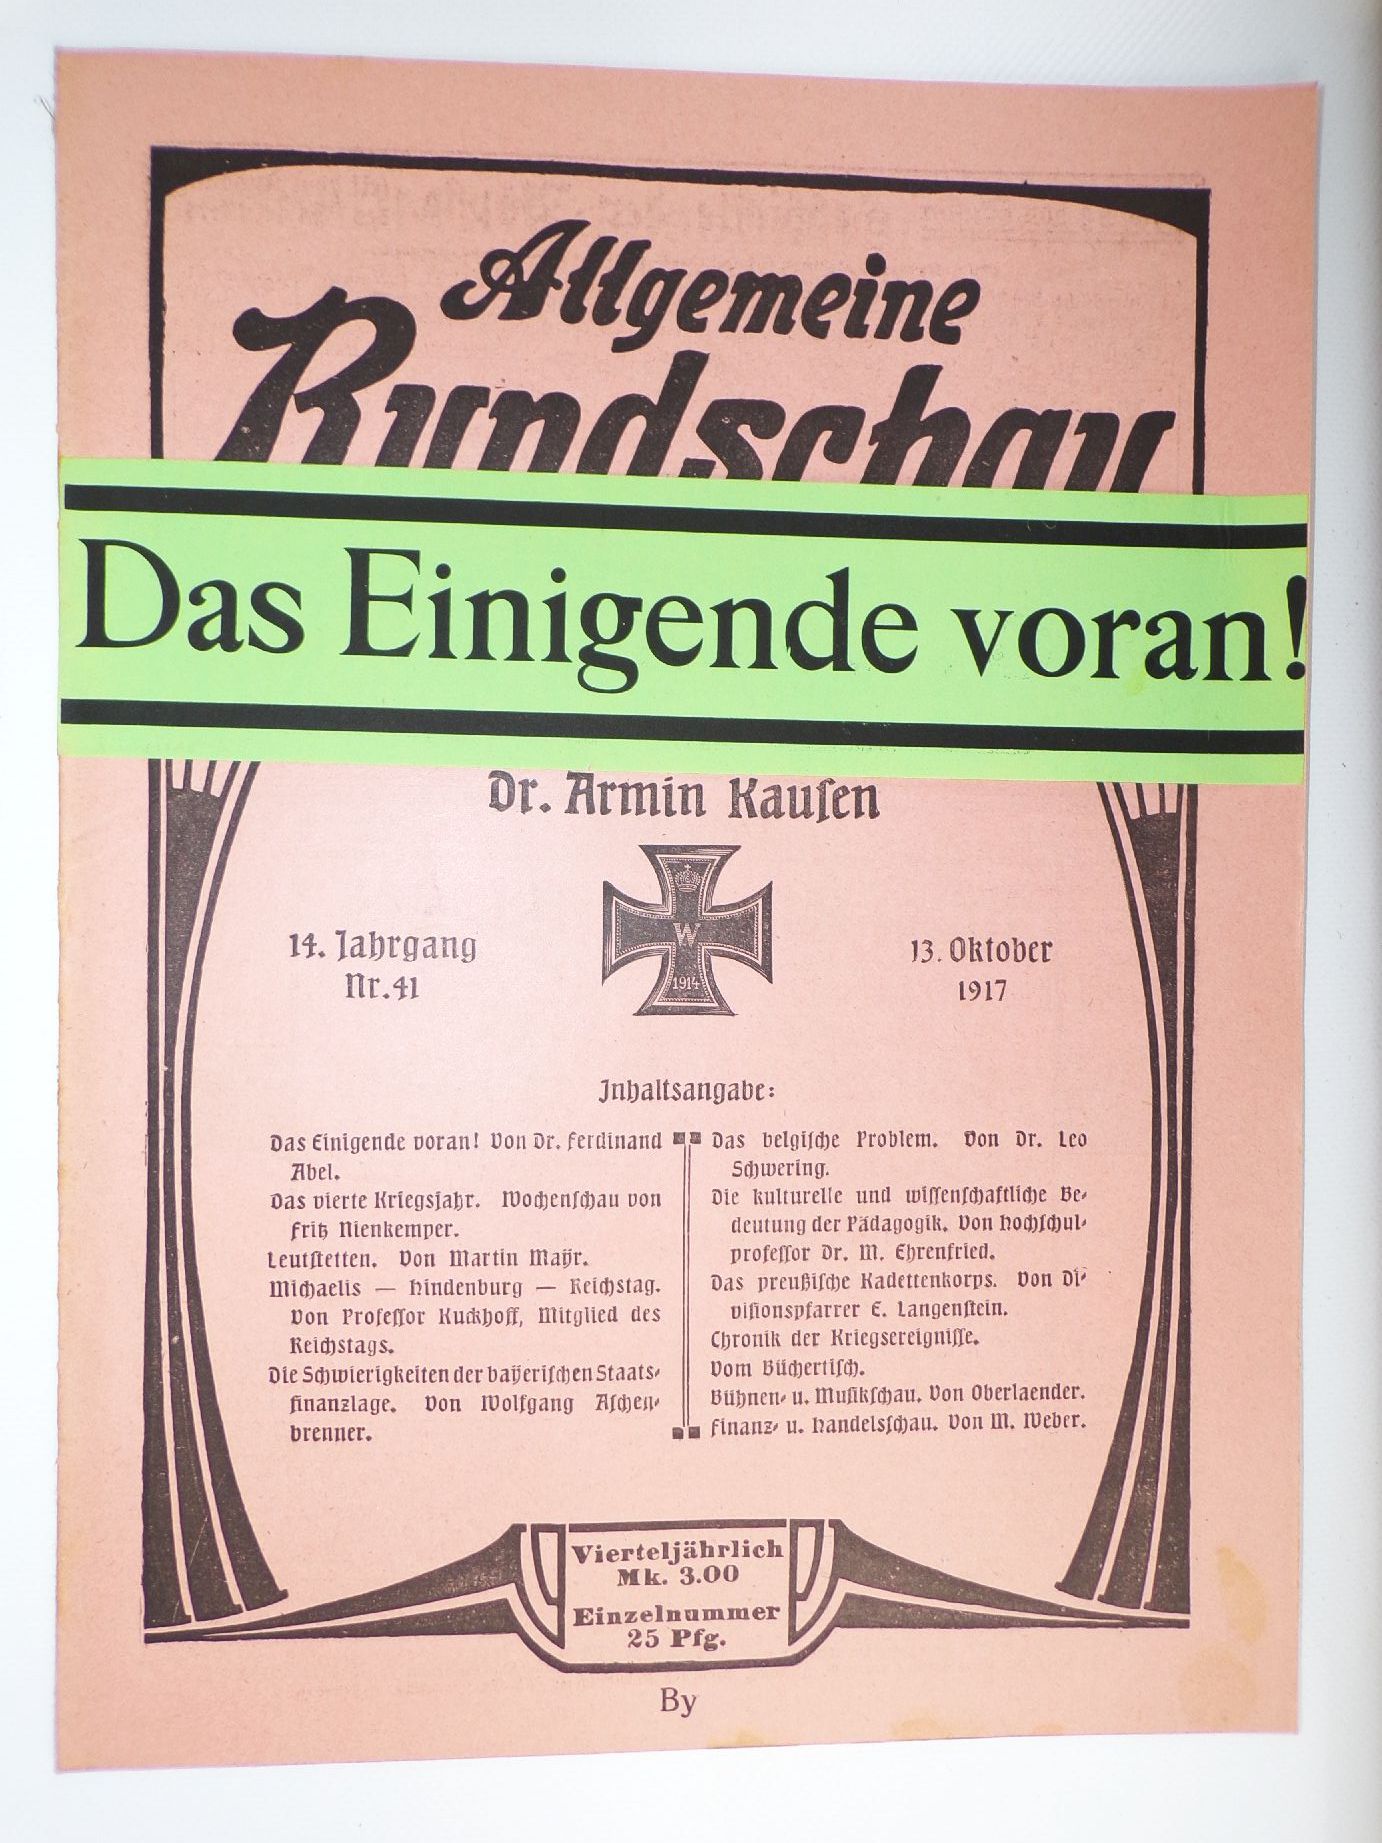 Allgemeine
Rundschau
Das Einigende voran!
Dr. Armin Kausen
14. Jahrgang
Nr. 41
W
1914
13. Oktober
1917
Inhaltsangabe:
Das Einigende voran! Von Dr. Ferdinand
Abel.
Das vierte Kriegsjahr. Wochenschau von
Fritz Nienkemper.
Leutstetten. Von Martin Mayr.
Michaelis — Hindenburg — Reichstag.
Von Professor Kuckhoff, Mitglied des
Reichstags.
Die Schwierigkeiten der bayerischen Staats-
finanzlage. Von Wolfgang Aschen-
brenner.
Das belgische Problem. Von Dr. Leo
Schwering.
Die kulturelle und wissenschaftliche Be-
deutung der Pädagogik. Von Hochschul-
professor Dr. M. Ehrenfried.
Das preußische Kadettenkorps. Von Di-
visionspfarrer E. Langenstein.
Chronik der Kriegsereignisse.
Vom Büchertisch.
Bühnen- u. Musikschau. Von Oberlaender.
Finanz- u. Handelsschau. Von M. Weber.
Vierteljährlich
Mk. 3.00
Einzelnummer
25 Pfg.
By